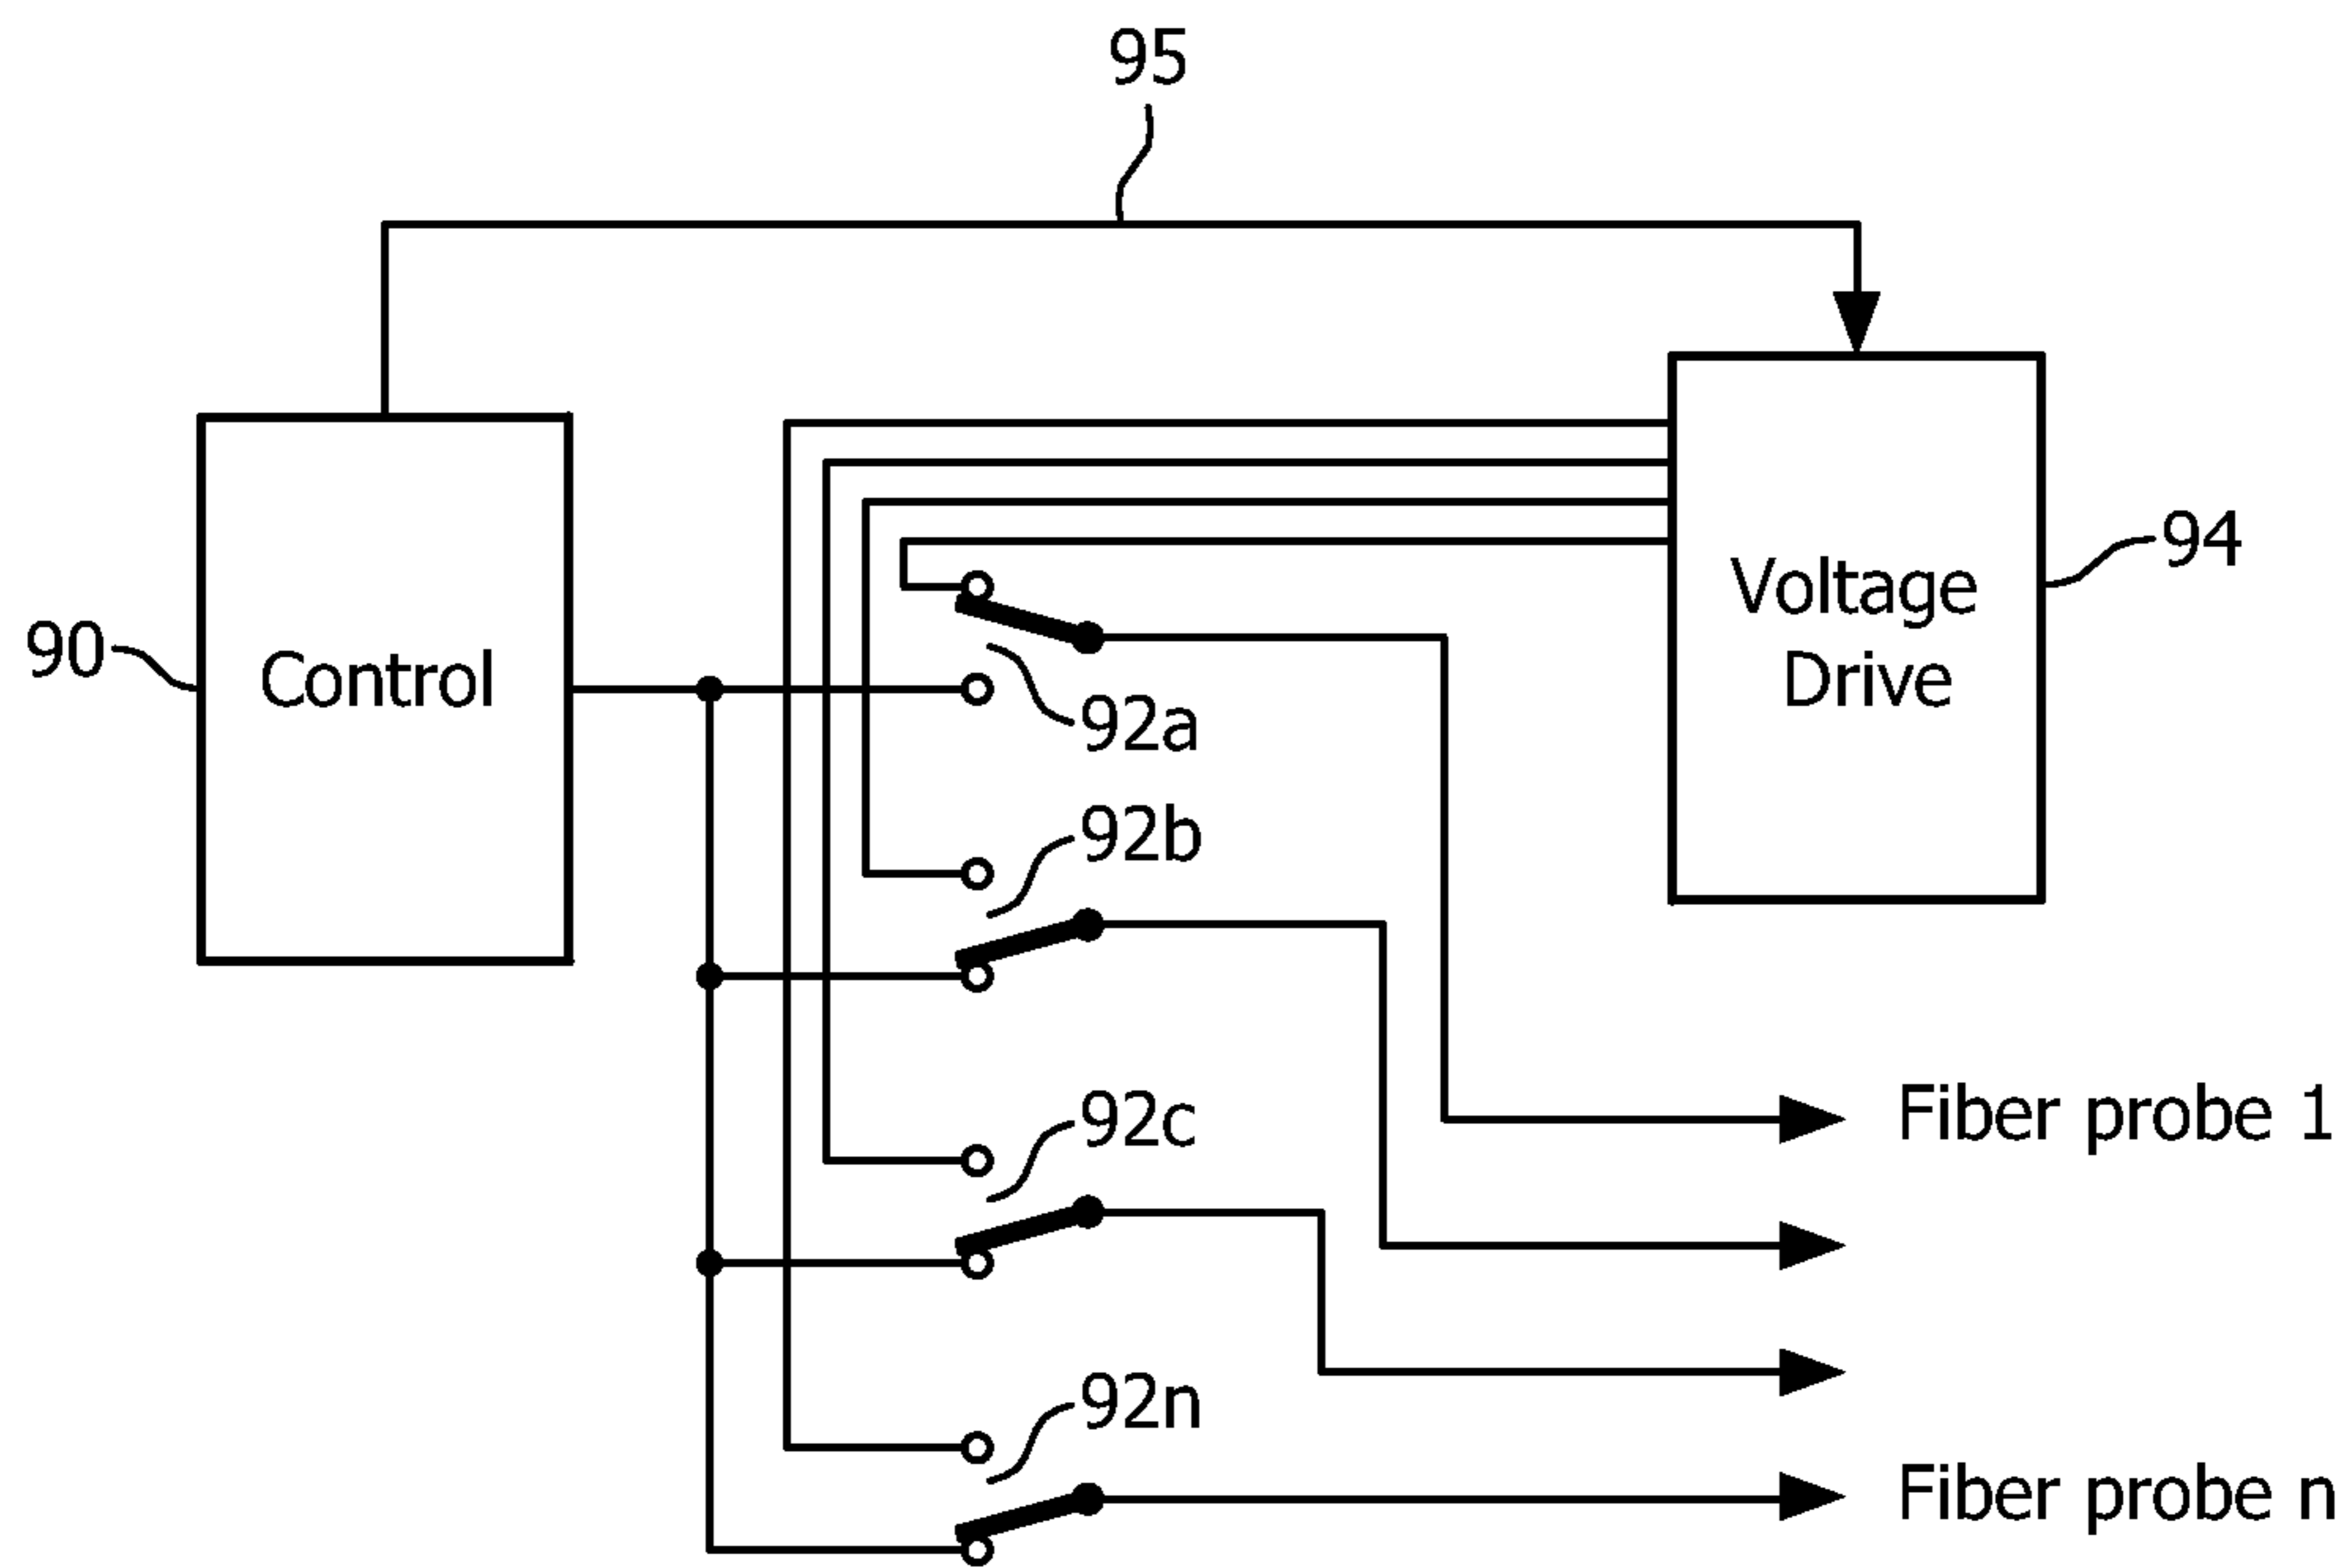 95
90
Control
Voltage
Drive
94
92a
92b
92c
92n
Fiber probe 1
Fiber probe n